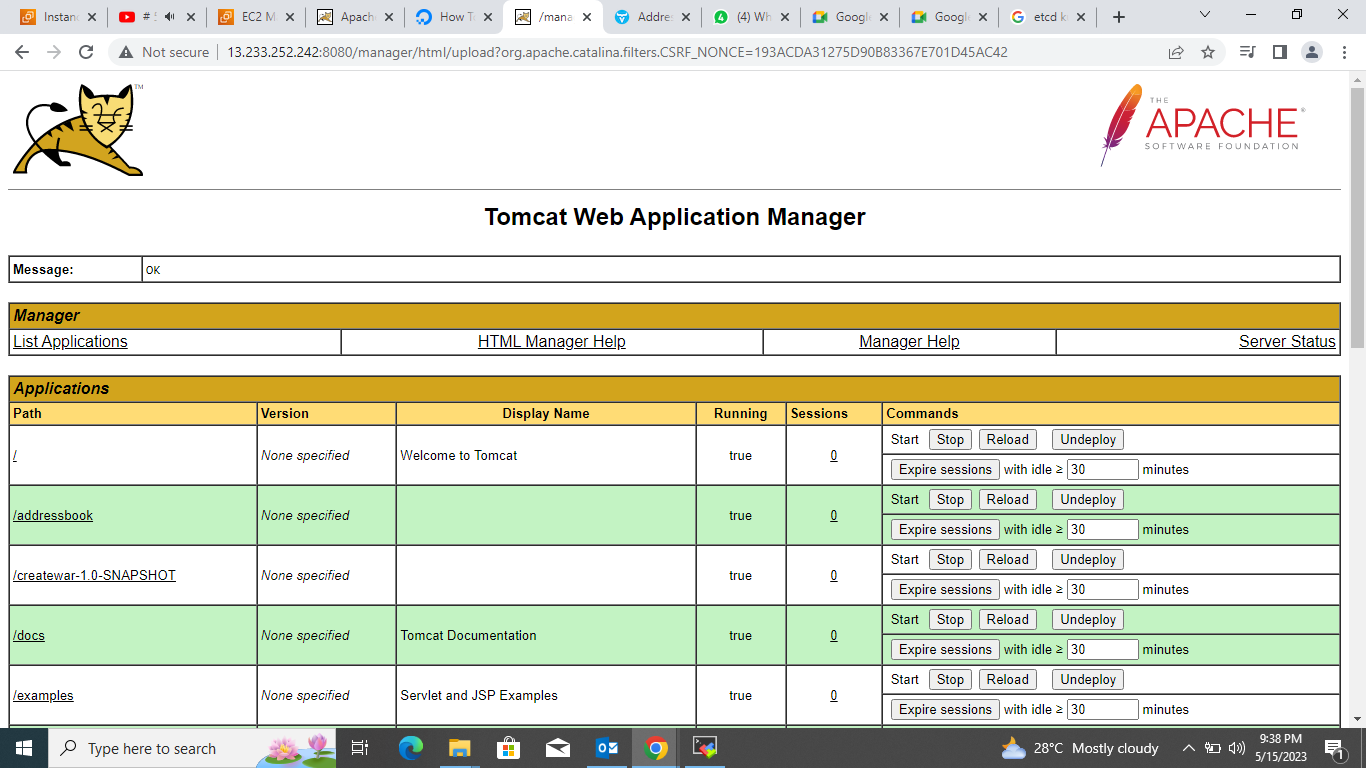 Instanc
# S
EC2 M
Apach
How T
/mana
Addre
(4) Wh
Google
Google
etcd k
Not secure
13.233.252.242:8080/manager/html/upload?org.apache.catalina.filters.CSRF_NONCE=193ACDA31275D90B83367E701D45AC42
TM
THE
APACHE®
SOFTWARE FOUNDATION
Tomcat Web Application Manager
Message: OK
Manager
List Applications HTML Manager Help Manager Help Server Status
Applications
Path Version Display Name Running Sessions Commands
/ None specified Welcome to Tomcat true 0
Start Stop Reload Undeploy
Expire sessions with idle ≥ 30 minutes
/addressbook None specified true 0
Start Stop Reload Undeploy
Expire sessions with idle ≥ 30 minutes
/createwar-1.0-SNAPSHOT None specified true 0
Start Stop Reload Undeploy
Expire sessions with idle ≥ 30 minutes
/docs None specified Tomcat Documentation true 0
Start Stop Reload Undeploy
Expire sessions with idle ≥ 30 minutes
/examples None specified Servlet and JSP Examples true 0
Start Stop Reload Undeploy
Expire sessions with idle ≥ 30 minutes
Type here to search
28°C Mostly cloudy
9:38 PM
5/15/2023
1